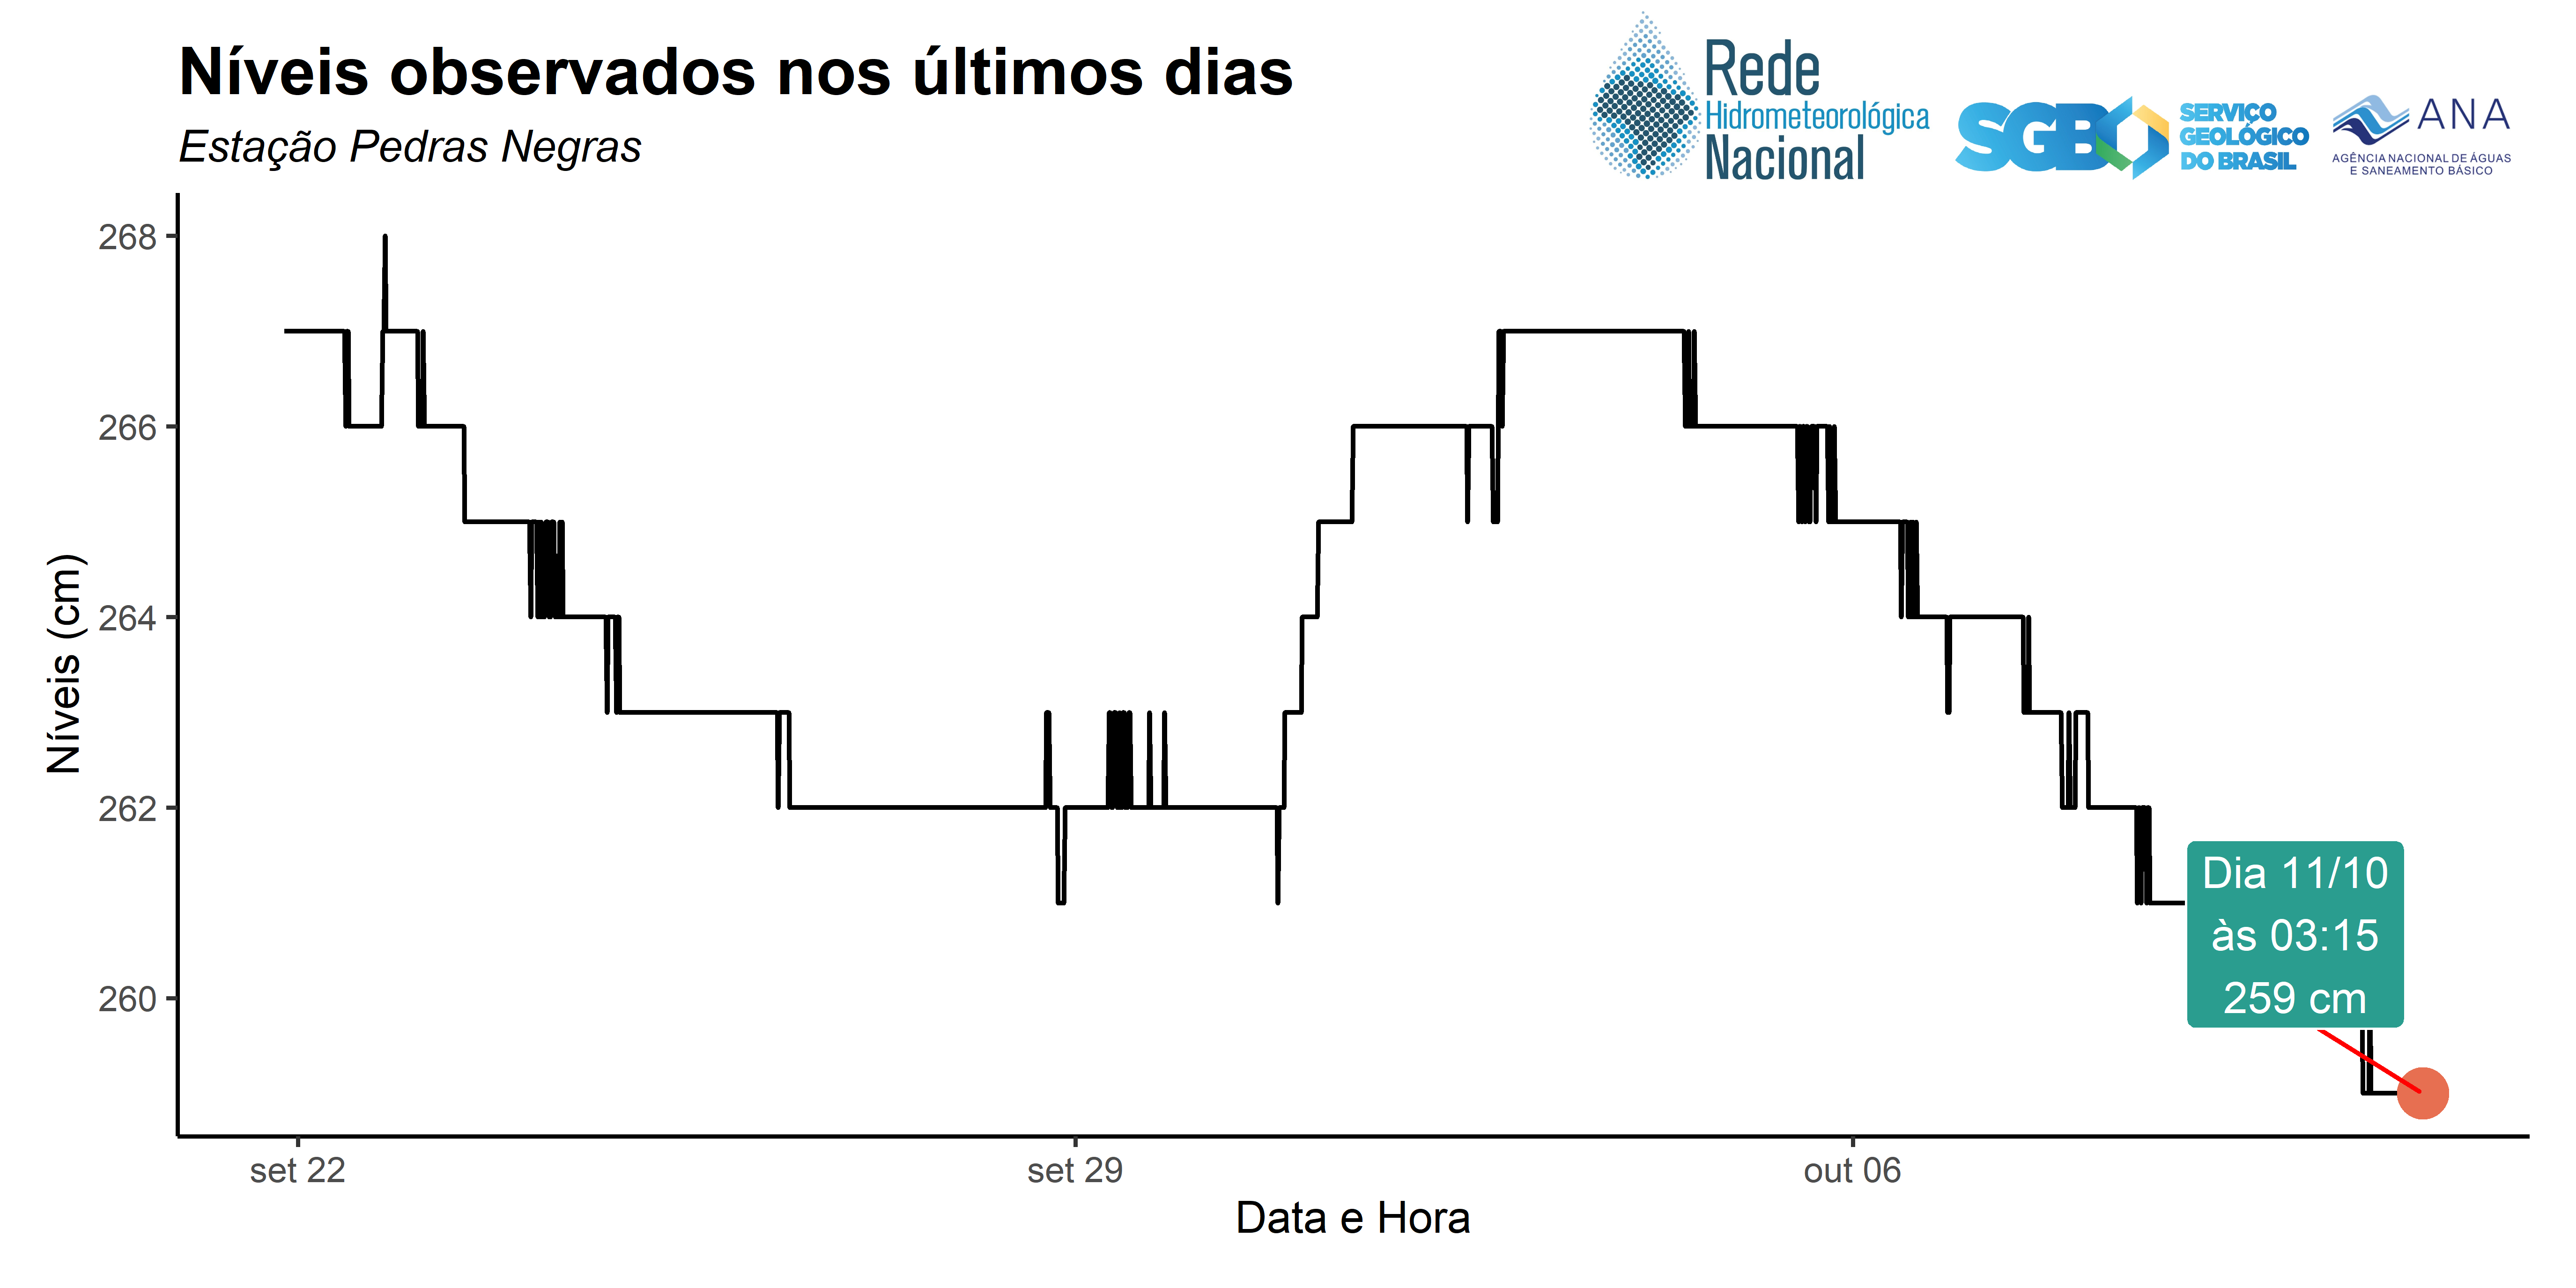 Níveis observados nos últimos dias
Estação Pedras Negras
Rede
Hidrometeorológica
Nacional
SGB
SERVIÇO
GEOLÓGICO
DO BRASIL
ANA
AGÊNCIA NACIONAL DE ÁGUAS
E SANEAMENTO BÁSICO
268
266
264
262
260
Níveis (cm)
Dia 11/10
às 03:15
259 cm
set 22
set 29
out 06
Data e Hora